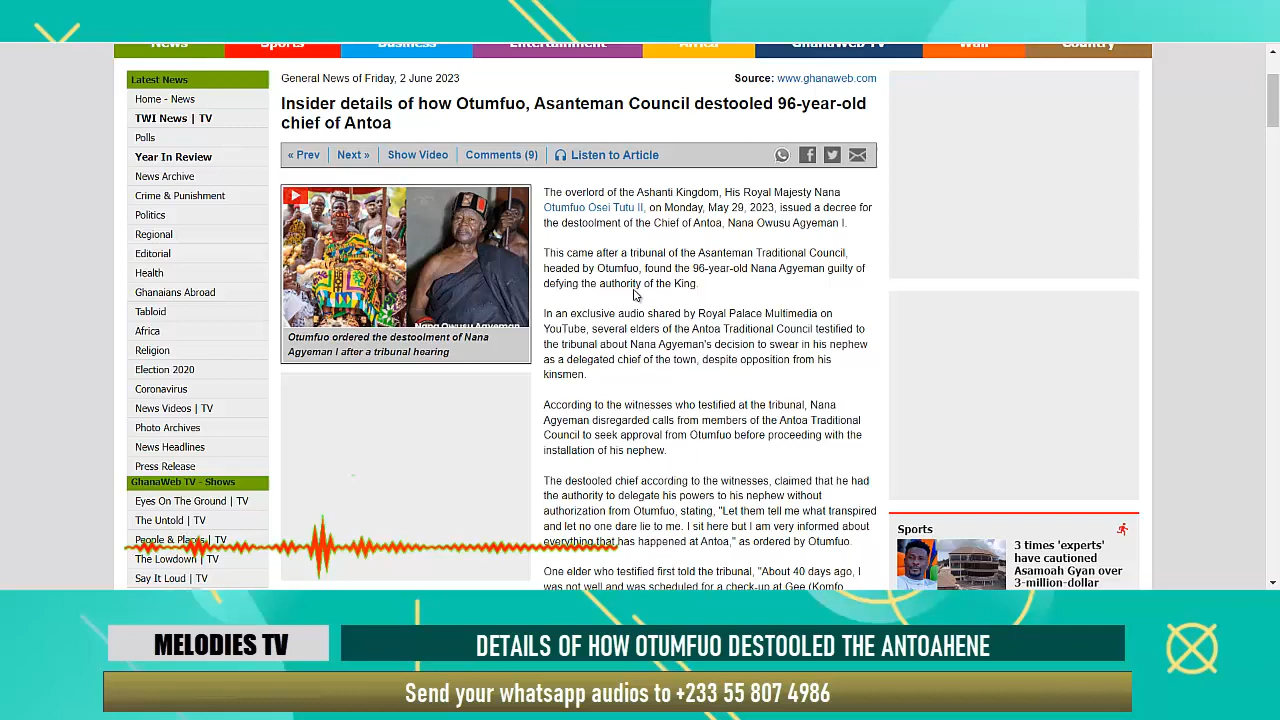 News Sports Business Entertainment Africa GhanaWeb TV Wall Country
Latest News
Home - News
TWI News | TV
Polls
Year In Review
News Archive
Crime & Punishment
Politics
Regional
Editorial
Health
Ghanaians Abroad
Tabloid
Africa
Religion
Election 2020
Coronavirus
News Videos | TV
Photo Archives
News Headlines
Press Release
GhanaWeb TV - Shows
Eyes On The Ground | TV
The Untold | TV
People & Places | TV
The Lowdown | TV
Say It Loud | TV
General News of Friday, 2 June 2023
Source: www.ghanaweb.com
Insider details of how Otumfuo, Asanteman Council destooled 96-year-old
chief of Antoa
« Prev Next » Show Video Comments (9) Listen to Article
Nana Owusu Agyeman
Otumfuo ordered the destoolment of Nana
Agyeman I after a tribunal hearing
The overlord of the Ashanti Kingdom, His Royal Majesty Nana
Otumfuo Osei Tutu II, on Monday, May 29, 2023, issued a decree for
the destoolment of the Chief of Antoa, Nana Owusu Agyeman I.
This came after a tribunal of the Asanteman Traditional Council,
headed by Otumfuo, found the 96-year-old Nana Agyeman guilty of
defying the authority of the King.
In an exclusive audio shared by Royal Palace Multimedia on
YouTube, several elders of the Antoa Traditional Council testified to
the tribunal about Nana Agyeman's decision to swear in his nephew
as a delegated chief of the town, despite opposition from his
kinsmen.
According to the witnesses who testified at the tribunal, Nana
Agyeman disregarded calls from members of the Antoa Traditional
Council to seek approval from Otumfuo before proceeding with the
installation of his nephew.
The destooled chief according to the witnesses, claimed that he had
the authority to delegate his powers to his nephew without
authorization from Otumfuo, stating, "Let them tell me what transpired
and let no one dare lie to me. I sit here but I am very informed about
everything that has happened at Antoa," as ordered by Otumfuo.
One elder who testified first told the tribunal, "About 40 days ago, I
was not well and was scheduled for a check-up at Gee (Komfo
Sports
3 times 'experts'
have cautioned
Asamoah Gyan over
3-million-dollar
MELODIES TV
DETAILS OF HOW OTUMFUO DESTOOLED THE ANTOAHENE
Send your whatsapp audios to +233 55 807 4986